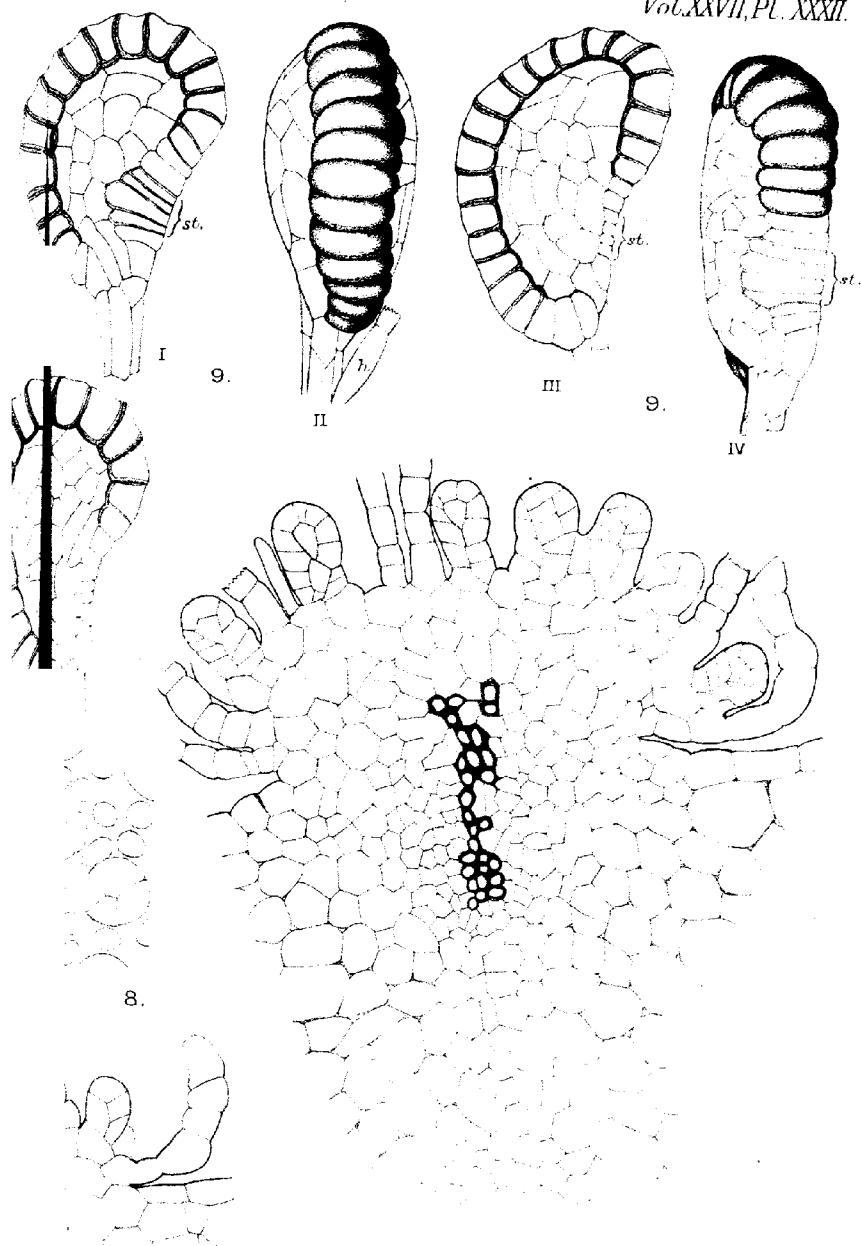 Vol.XXVII, Pl. XXXII.
st.
st.
st.
I
9.
h.
II
III
9.
IV
8.